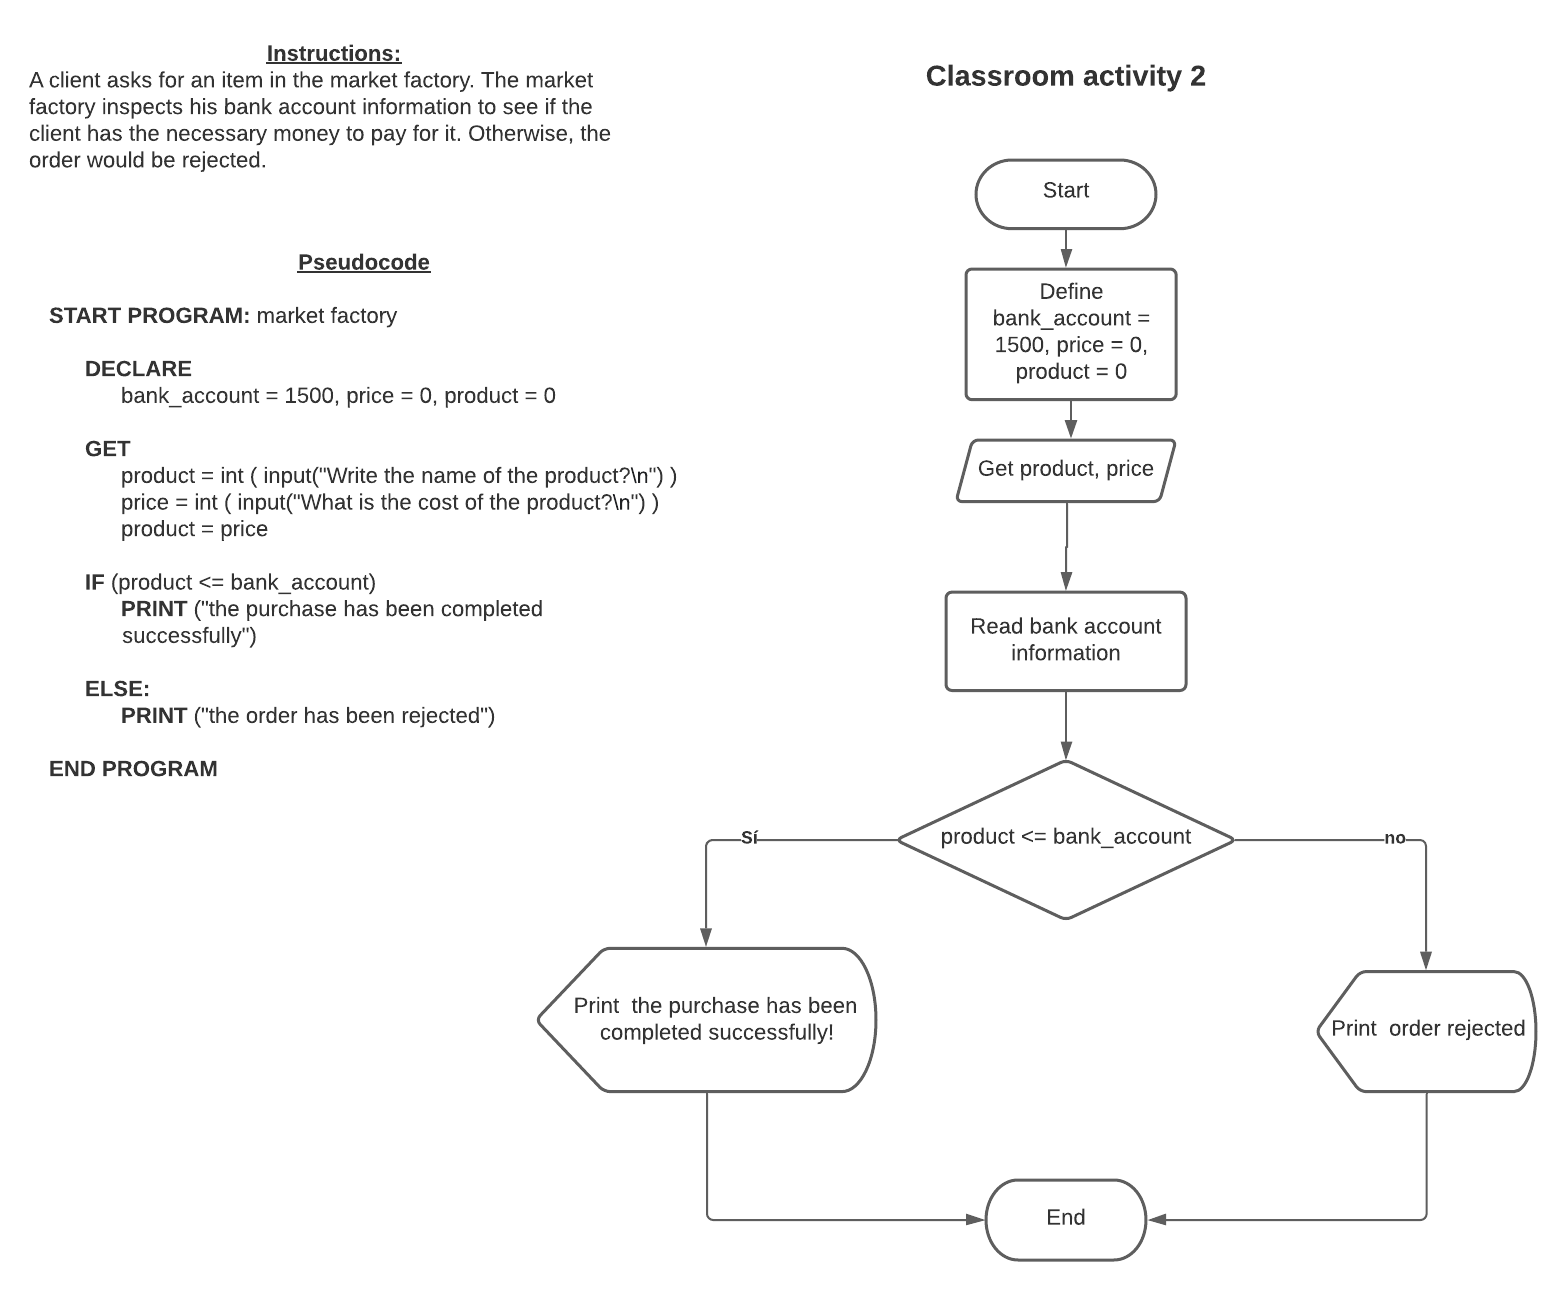 Instructions:
A client asks for an item in the market factory. The market
factory inspects his bank account information to see if the
client has the necessary money to pay for it. Otherwise, the
order would be rejected.
Pseudocode
START PROGRAM: market factory
DECLARE
bank_account = 1500, price = 0, product = 0
GET
product = int ( input("Write the name of the product?\n") )
price = int ( input("What is the cost of the product?\n") )
product = price
IF (product <= bank_account)
PRINT ("the purchase has been completed
successfully")
ELSE:
PRINT ("the order has been rejected")
END PROGRAM
Classroom activity 2
Start
Define
bank_account =
1500, price = 0,
product = 0
Get product, price
Read bank account
information
product <= bank_account
Sí
no
Print  the purchase has been
completed successfully!
Print  order rejected
End